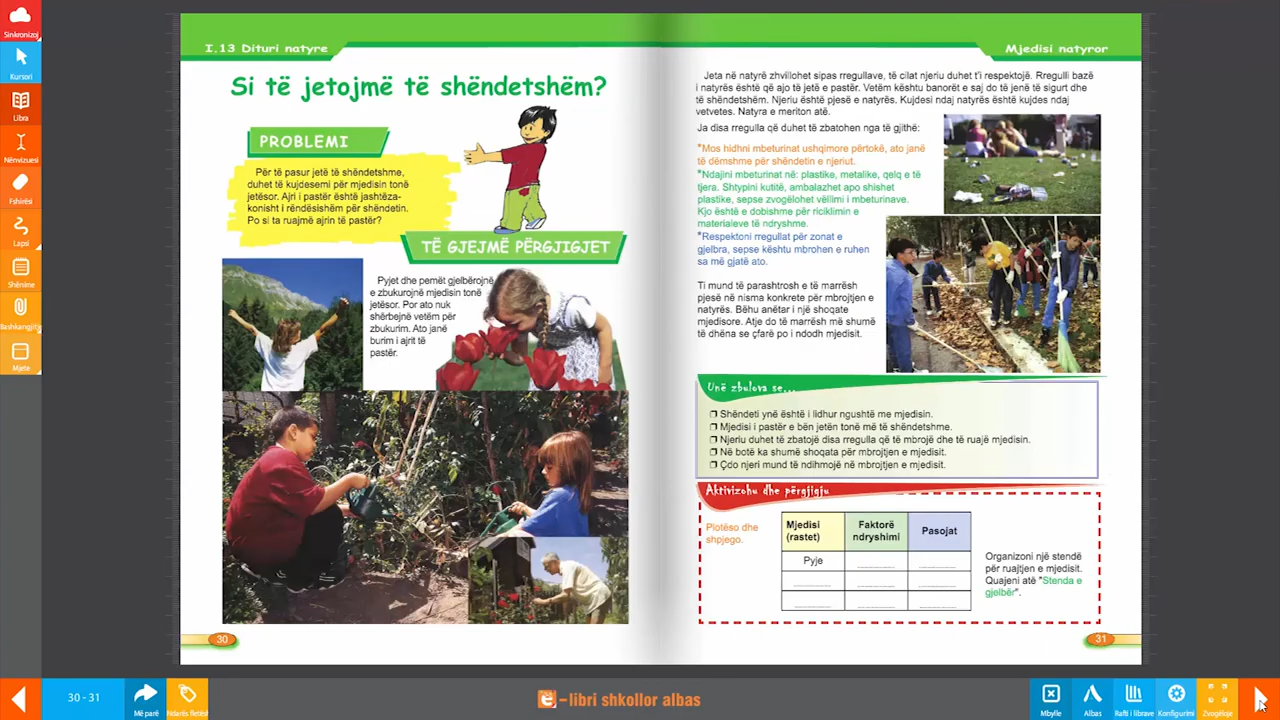 Sinkronizoj
Kursori
Libra
Nënvizuesi
Fshirësi
Lapsi
Shënime
Bashkangjit
Mjete
I.13 Dituri natyre
Si të jetojmë të shëndetshëm?
PROBLEMI
Për të pasur jetë të shëndetshme,
duhet të kujdesemi për mjedisin tonë
jetësor. Ajri i pastër është jashtëza-
konisht i rëndësishëm për shëndetin.
Po si ta ruajmë ajrin të pastër?
TË GJEJMË PËRGJIGJET
Pyjet dhe pemët gjelbërojnë
e zbukurojnë mjedisin tonë
jetësor. Por ato nuk
shërbejnë vetëm për
zbukurim. Ato janë
burim i ajrit të
pastër.
30
Mjedisi natyror
Jeta në natyrë zhvillohet sipas rregullave, të cilat njeriu duhet t'i respektojë. Rregulli bazë
i natyrës është që ajo të jetë e pastër. Vetëm kështu banorët e saj do të jenë të sigurt dhe
të shëndetshëm. Njeriu është pjesë e natyrës. Kujdesi ndaj natyrës është kujdes ndaj
vetvetes. Natyra e meriton atë.
Ja disa rregulla që duhet të zbatohen nga të gjithë:
*Mos hidhni mbeturinat ushqimore përtokë, ato janë
të dëmshme për shëndetin e njeriut.
*Ndajini mbeturinat në: plastike, metalike, qelq e të
tjera. Shtypini kutitë, ambalazhet apo shishet
plastike, sepse zvogëlohet vëllimi i mbeturinave.
Kjo është e dobishme për riciklimin e
materialeve të ndryshme.
*Respektoni rregullat për zonat e
gjelbra, sepse kështu mbrohen e ruhen
sa më gjatë ato.
Ti mund të parashtrosh e të marrësh
pjesë në nisma konkrete për mbrojtjen e
natyrës. Bëhu anëtar i një shoqate
mjedisore. Atje do të marrësh më shumë
të dhëna se çfarë po i ndodh mjedisit.
Unë zbulova se...
❒ Shëndeti ynë është i lidhur ngushtë me mjedisin.
❒ Mjedisi i pastër e bën jetën tonë më të shëndetshme.
❒ Njeriu duhet të zbatojë disa rregulla që të mbrojë dhe të ruajë mjedisin.
❒ Në botë ka shumë shoqata për mbrojtjen e mjedisit.
❒ Çdo njeri mund të ndihmojë në mbrojtjen e mjedisit.
Aktivizohu dhe përgjigju
Plotëso dhe
shpjego.
Mjedisi (rastet) Faktorë ndryshimi Pasojat
Pyje
Organizoni një stendë
për ruajtjen e mjedisit.
Quajeni atë "Stenda e
gjelbër".
31
30 - 31
Më parë
Ndarës fletësh
e-libri shkollor albas
Mbylle
Albas
Rafti i librave
Konfigurimi
Zvogëloje